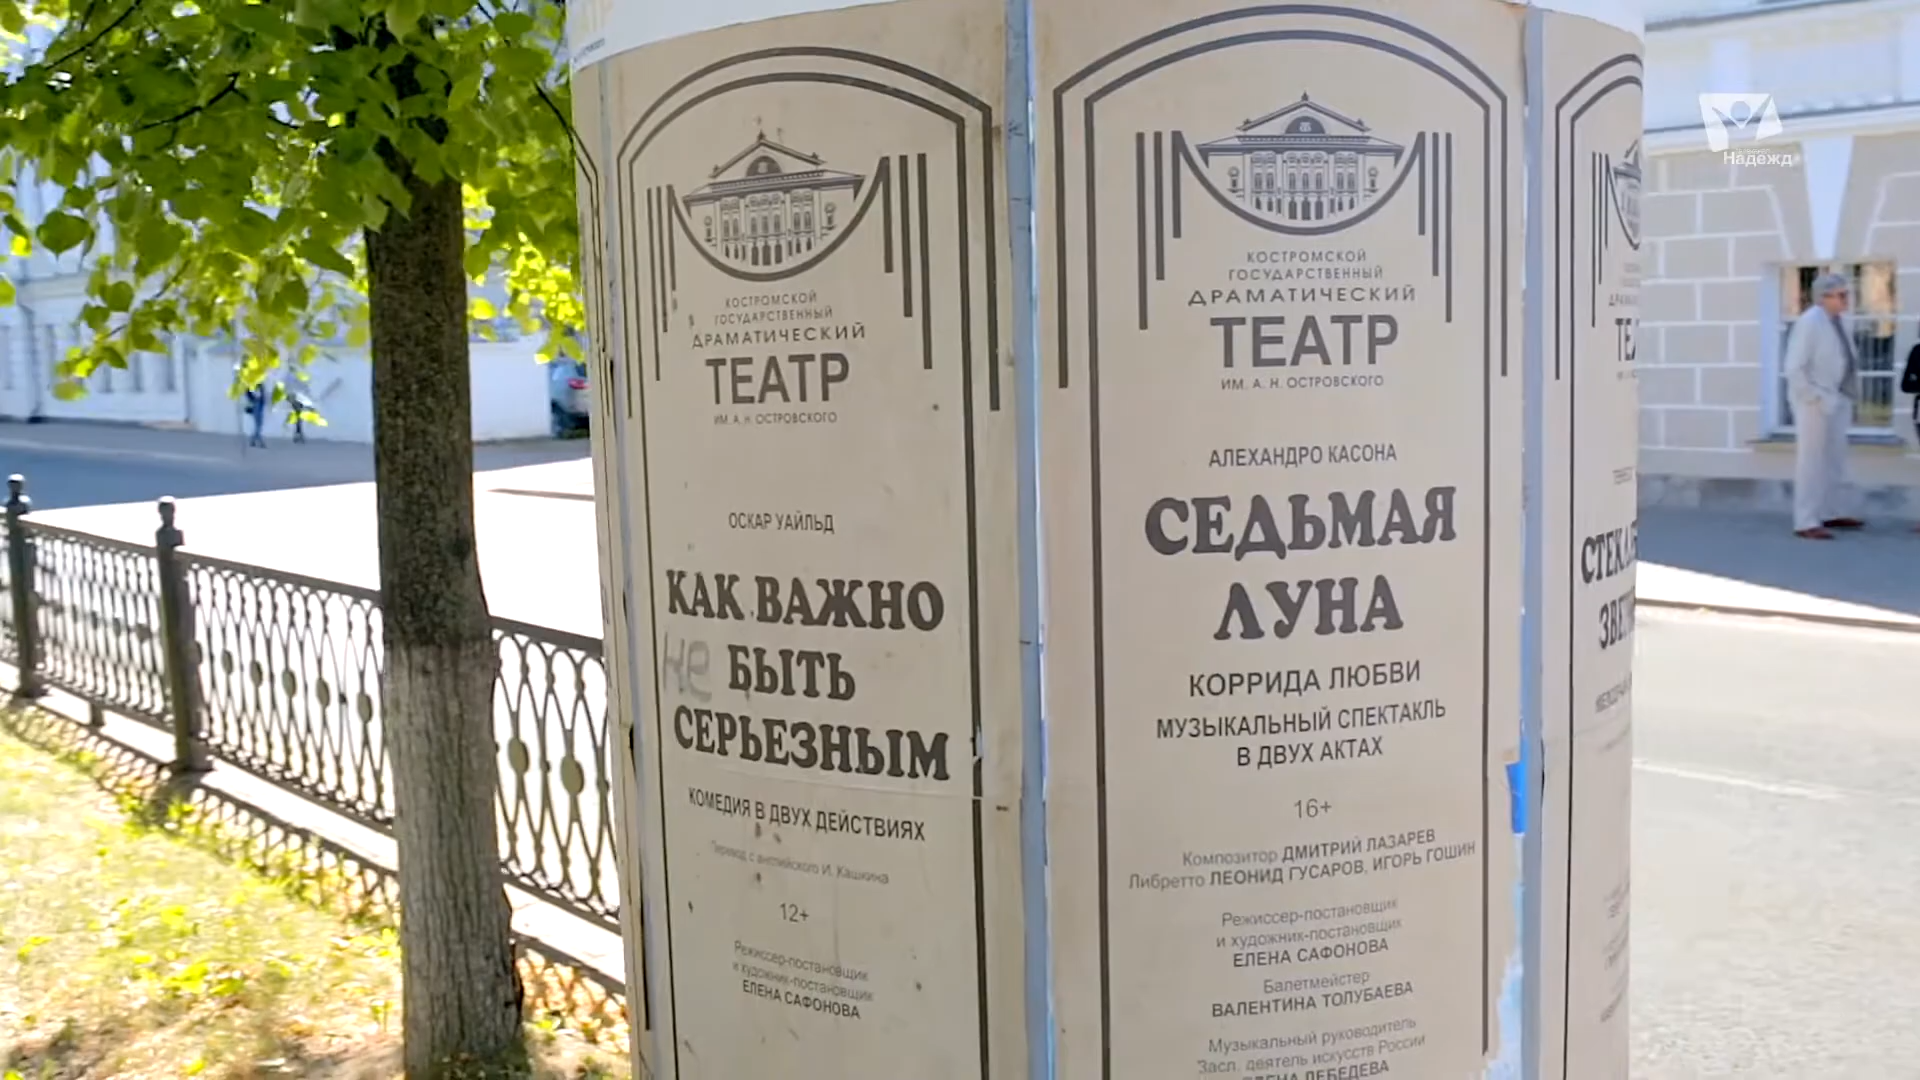 КОСТРОМСКОЙ
ГОСУДАРСТВЕННЫЙ
ДРАМАТИЧЕСКИЙ
ТЕАТР
ИМ. А. Н. ОСТРОВСКОГО
ОСКАР УАЙЛЬД
КАК ВАЖНО
не БЫТЬ
СЕРЬЕЗНЫМ
КОМЕДИЯ В ДВУХ ДЕЙСТВИЯХ
Перевод с английского И. Кашкина
12+
Режиссер-постановщик
и художник-постановщик
ЕЛЕНА САФОНОВА
КОСТРОМСКОЙ
ГОСУДАРСТВЕННЫЙ
ДРАМАТИЧЕСКИЙ
ТЕАТР
ИМ. А. Н. ОСТРОВСКОГО
АЛЕХАНДРО КАСОНА
СЕДЬМАЯ
ЛУНА
КОРРИДА ЛЮБВИ
МУЗЫКАЛЬНЫЙ СПЕКТАКЛЬ
В ДВУХ АКТАХ
16+
Композитор ДМИТРИЙ ЛАЗАРЕВ
Либретто ЛЕОНИД ГУСАРОВ, ИГОРЬ ГОШИН
Режиссер-постановщик
и художник-постановщик
ЕЛЕНА САФОНОВА
Балетмейстер
ВАЛЕНТИНА ТОЛУБАЕВА
Музыкальный руководитель
Засл. деятель искусств России
ЛЕБЕДЕВА
Надежд